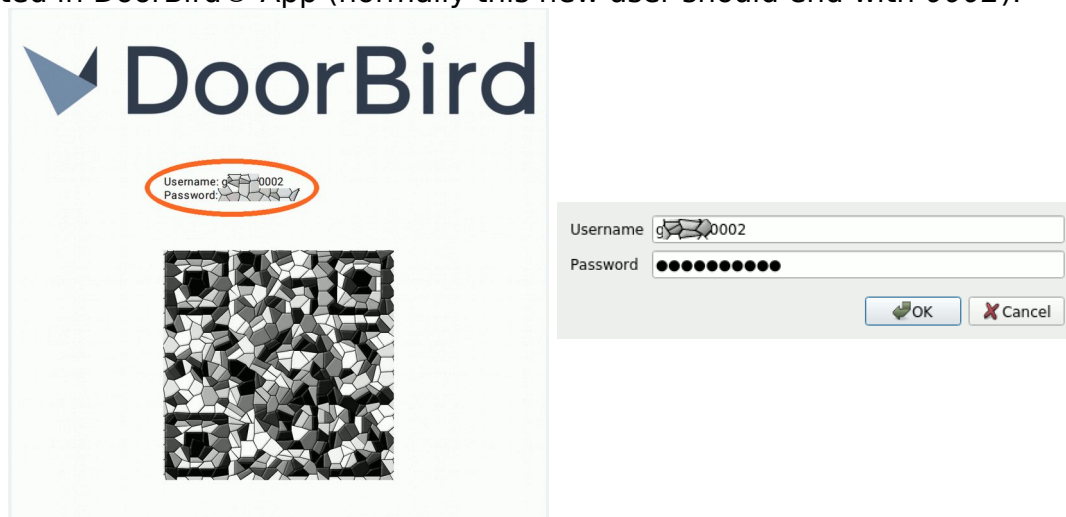 ted in DoorBird® App (normally this new user should end with 0002).
DoorBird
Username: g 0002
Password:
Username g 0002
Password ●●●●●●●●●●
OK Cancel